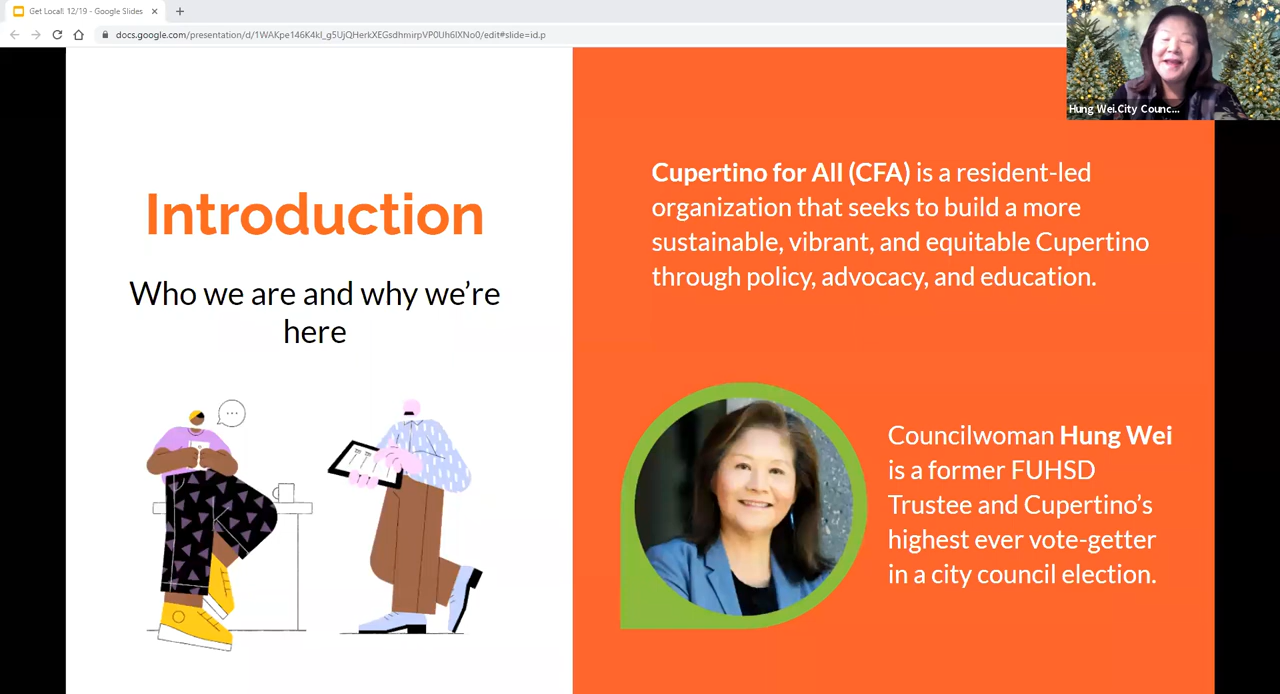 Get Local! 12/19 - Google Slides
docs.google.com/presentation/d/1WAKpe146K4kl_g5UjQHerkXEGsdhmirpVP0Uh6lXNo0/edit#slide=id.p
Hung Wei.City Counc...
Introduction
Who we are and why we’re
here
Cupertino for All (CFA) is a resident-led
organization that seeks to build a more
sustainable, vibrant, and equitable Cupertino
through policy, advocacy, and education.
Councilwoman Hung Wei
is a former FUHSD
Trustee and Cupertino’s
highest ever vote-getter
in a city council election.